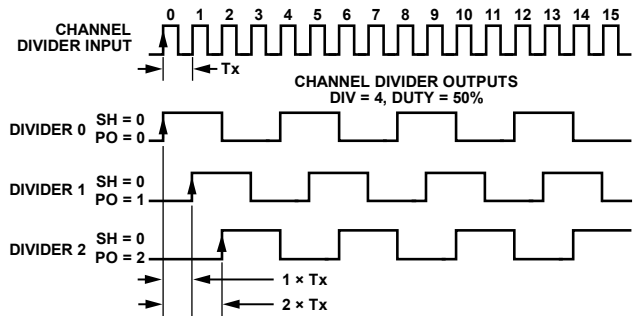 0 1 2 3 4 5 6 7 8 9 10 11 12 13 14 15
CHANNEL
DIVIDER INPUT
Tx
CHANNEL DIVIDER OUTPUTS
DIV = 4, DUTY = 50%
DIVIDER 0
SH = 0
PO = 0
DIVIDER 1
SH = 0
PO = 1
DIVIDER 2
SH = 0
PO = 2
1 × Tx
2 × Tx